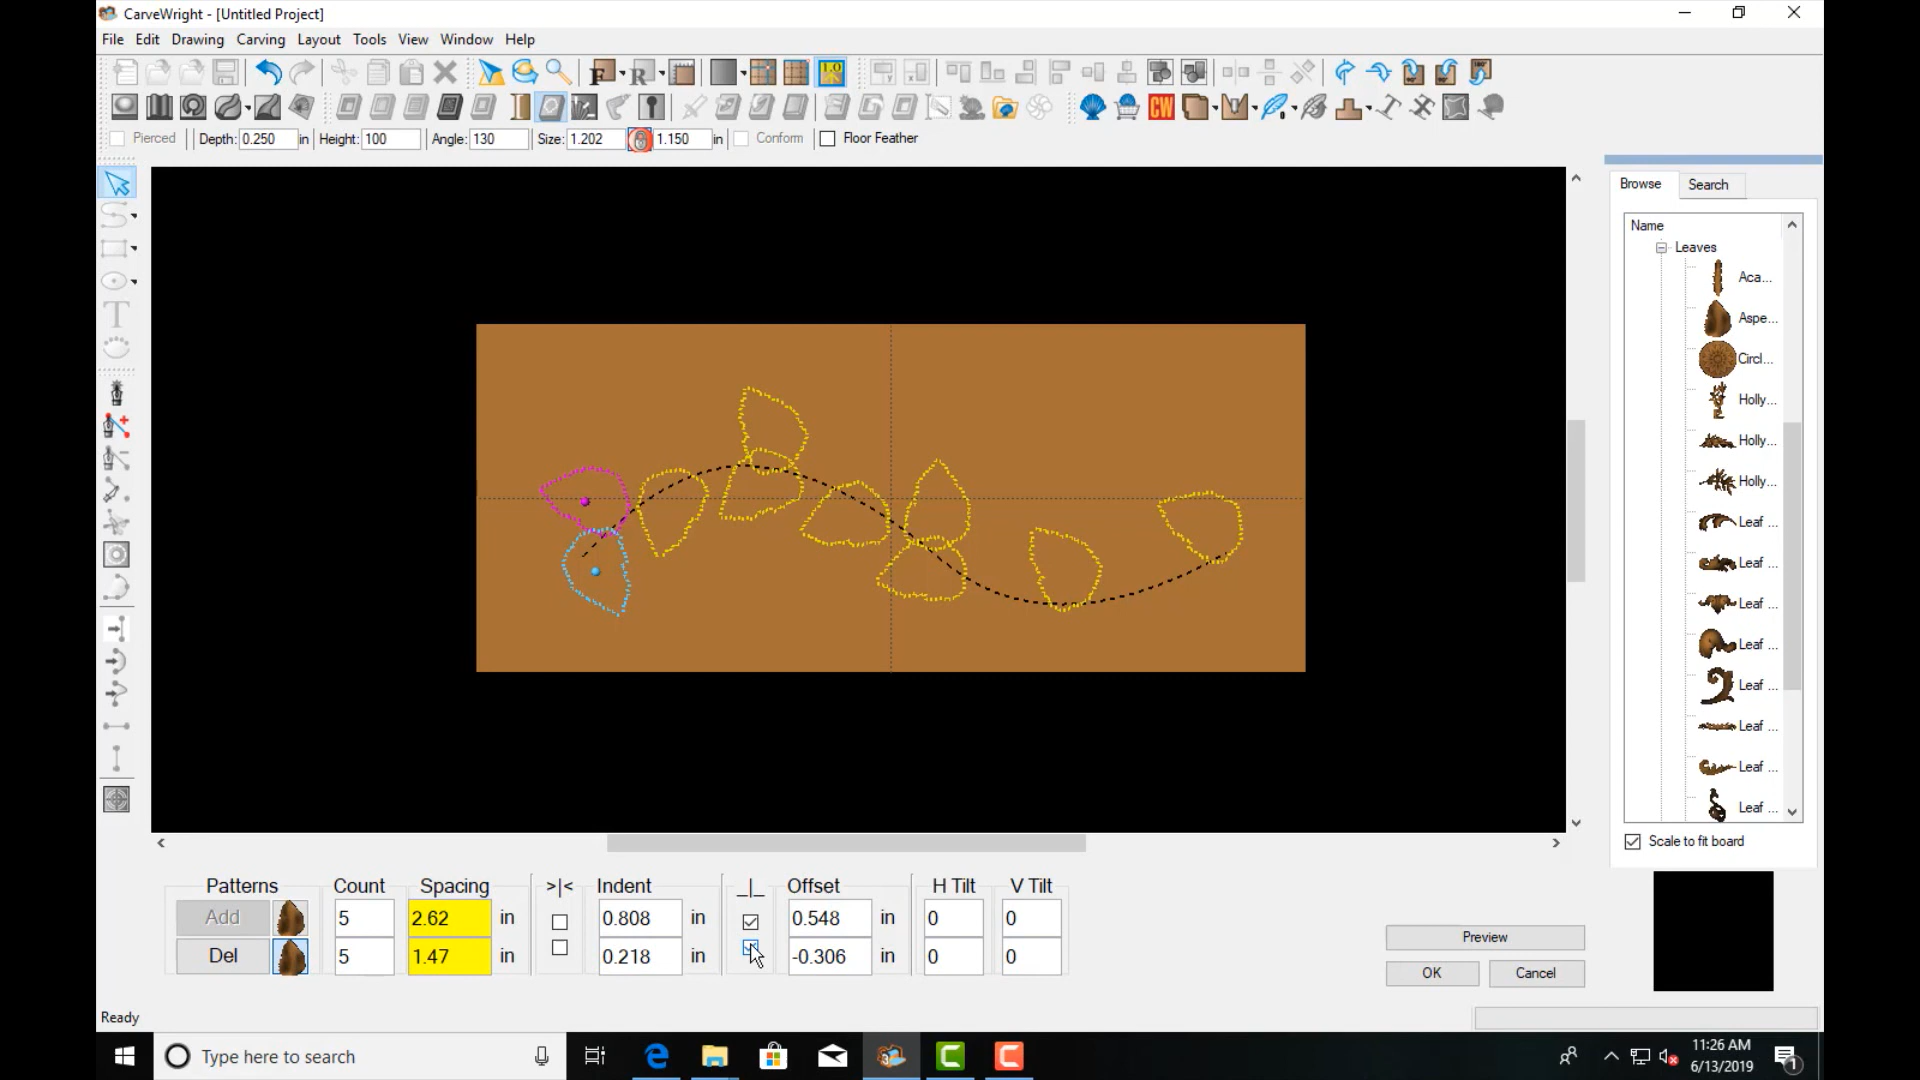 CarveWright - [Untitled Project]
File Edit Drawing Carving Layout Tools View Window Help
F R 1.0 CW
Pierced Depth: 0.250 in Height: 100 Angle: 130 Size: 1.202 1.150 in Conform Floor Feather
Browse Search
Name
Leaves
Aca...
Aspe...
Circl...
Holly...
Holly...
Holly...
Leaf ...
Leaf ...
Leaf ...
Leaf ...
Leaf ...
Leaf ...
Leaf ...
Leaf ...
Scale to fit board
Patterns Count Spacing >|< Indent _|_ Offset H Tilt V Tilt
Add 5 2.62 in 0.808 in 0.548 in 0 0
Del 5 1.47 in 0.218 in -0.306 in 0 0
Preview
OK Cancel
Ready
Type here to search
11:26 AM
6/13/2019
1